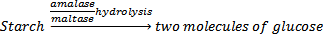 Starch amalase/maltase hydrolysis → two molecules of glucose